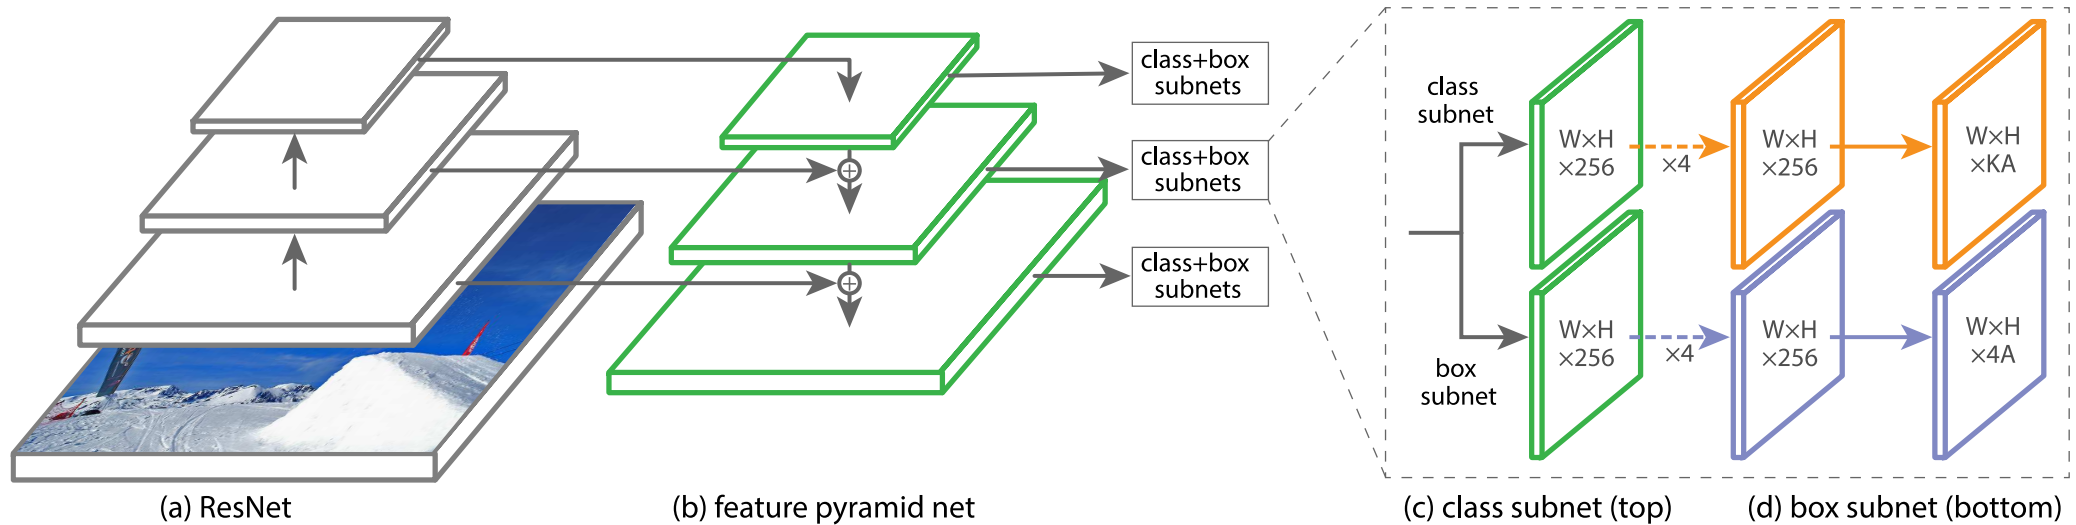 class+box
subnets
class+box
subnets
class+box
subnets
class
subnet
W×H
×256
×4
W×H
×256
W×H
×KA
box
subnet
W×H
×256
×4
W×H
×256
W×H
×4A
(a) ResNet
(b) feature pyramid net
(c) class subnet (top)
(d) box subnet (bottom)